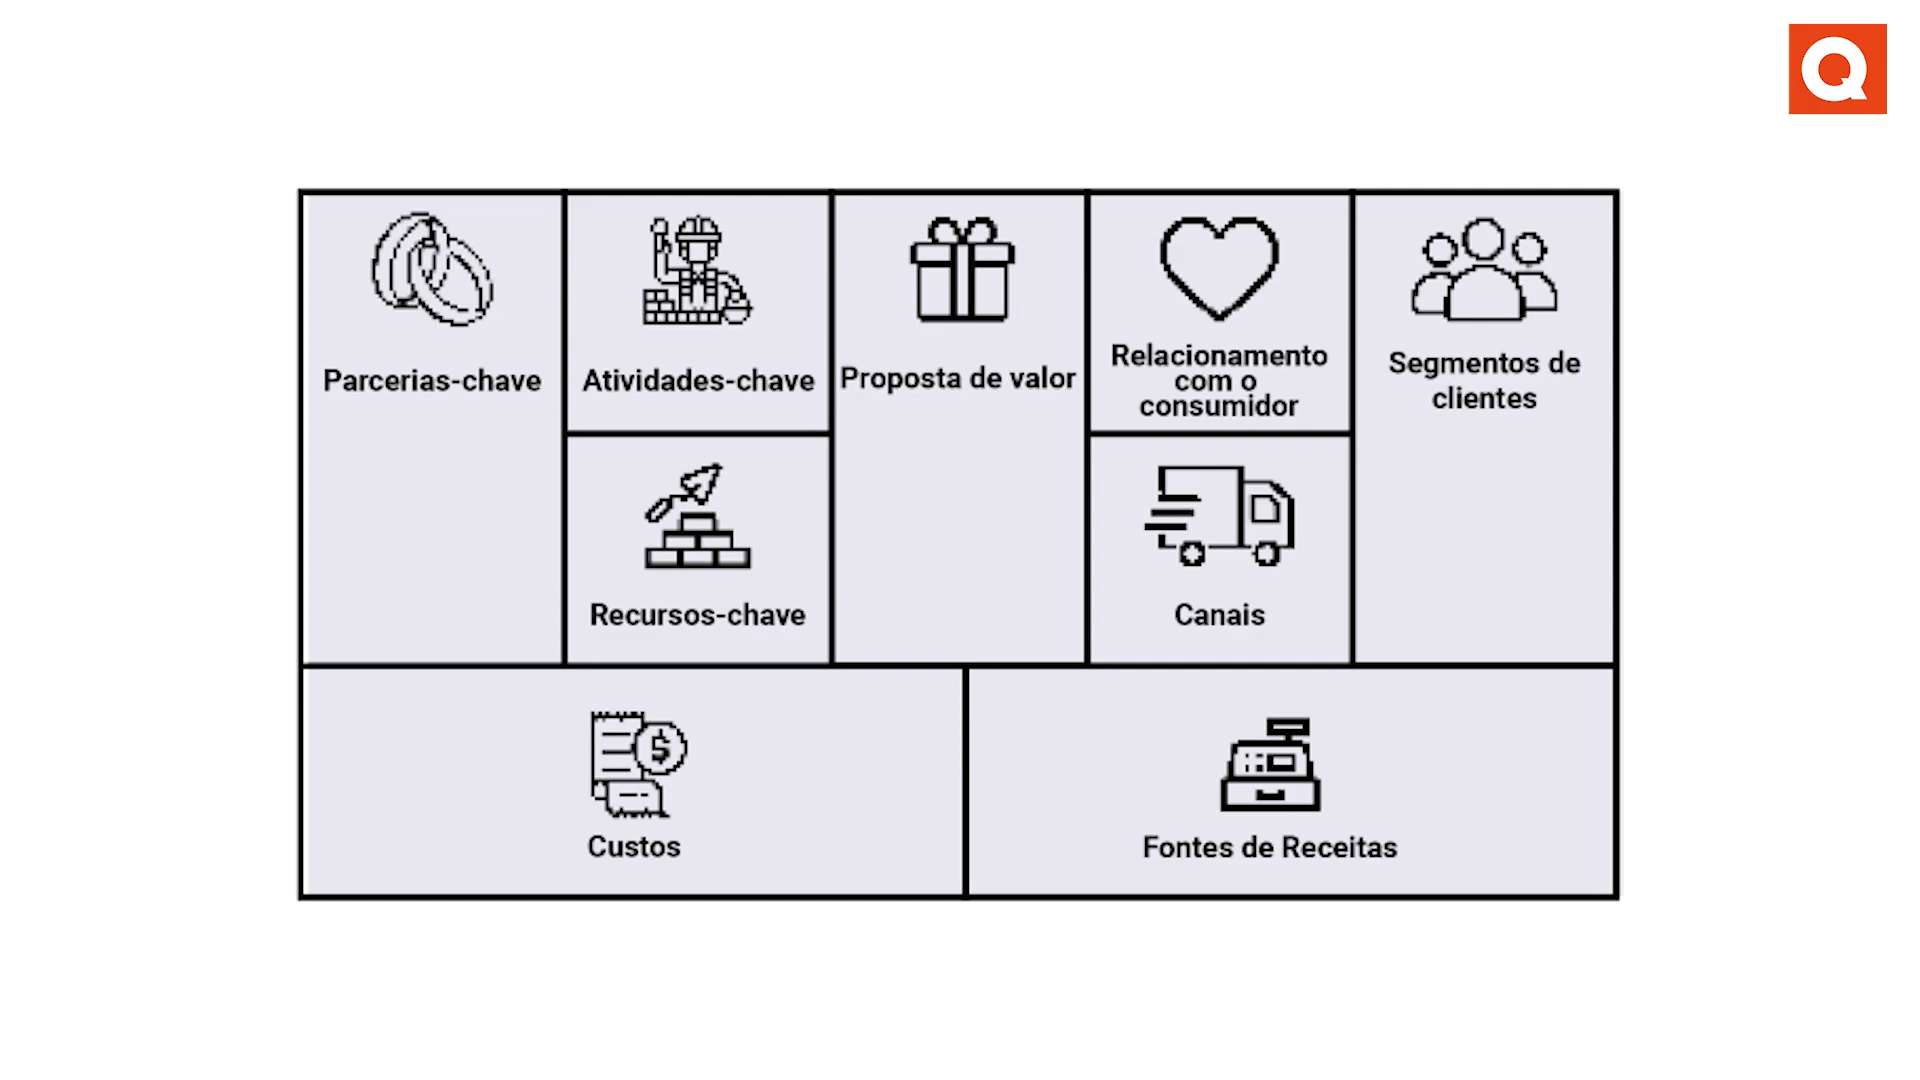 Q
Parcerias-chave
Atividades-chave
Proposta de valor
Relacionamento
com o
consumidor
Segmentos de
clientes
Recursos-chave
Canais
$
Custos
Fontes de Receitas